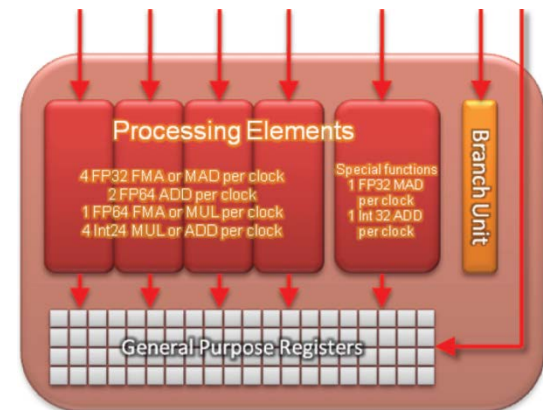 Processing Elements
4 FP32 FMA or MAD per clock
2 FP64 ADD per clock
1 FP64 FMA or MUL per clock
4 Int24 MUL or ADD per clock
Special functions
1 FP32 MAD
per clock
1 Int 32 ADD
per clock
Branch Unit
General Purpose Registers